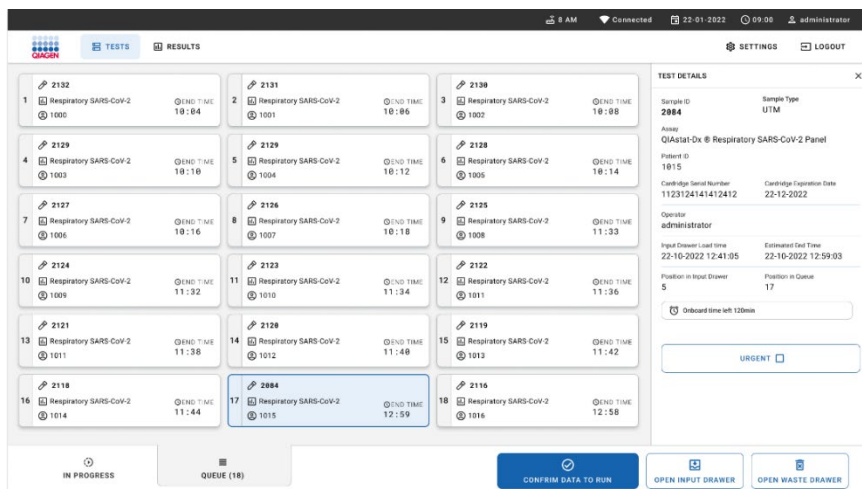 8 AM Connected 22-01-2022 09:00 administrator
QIAGEN TESTS RESULTS SETTINGS LOGOUT
1 2132
Respiratory SARS-CoV-2
1000
END TIME
10:04
2 2131
Respiratory SARS-CoV-2
1001
END TIME
10:06
3 2130
Respiratory SARS-CoV-2
1002
END TIME
10:08
4 2129
Respiratory SARS-CoV-2
1003
END TIME
10:10
5 2129
Respiratory SARS-CoV-2
1004
END TIME
10:12
6 2128
Respiratory SARS-CoV-2
1005
END TIME
10:14
7 2127
Respiratory SARS-CoV-2
1006
END TIME
10:16
8 2126
Respiratory SARS-CoV-2
1007
END TIME
10:18
9 2125
Respiratory SARS-CoV-2
1008
END TIME
11:33
10 2124
Respiratory SARS-CoV-2
1009
END TIME
11:32
11 2123
Respiratory SARS-CoV-2
1010
END TIME
11:34
12 2122
Respiratory SARS-CoV-2
1011
END TIME
11:36
13 2121
Respiratory SARS-CoV-2
1011
END TIME
11:38
14 2120
Respiratory SARS-CoV-2
1012
END TIME
11:40
15 2119
Respiratory SARS-CoV-2
1013
END TIME
11:42
16 2118
Respiratory SARS-CoV-2
1014
END TIME
11:44
17 2084
Respiratory SARS-CoV-2
1015
END TIME
12:59
18 2116
Respiratory SARS-CoV-2
1016
END TIME
12:58
TEST DETAILS
Sample ID Sample Type
2084 UTM
Assay
QIAstat-Dx ® Respiratory SARS-CoV-2 Panel
Patient ID
1015
Cardridge Serial Number Cardridge Expiration Date
1123124141412412 22-12-2022
Operator
administrator
Input Drawer Load time Estimated End Time
22-10-2022 12:41:05 22-10-2022 12:59:03
Position in Input Drawer Position in Queue
5 17
Onboard time left 120min
URGENT
IN PROGRESS
QUEUE (18)
CONFRIM DATA TO RUN
OPEN INPUT DRAWER
OPEN WASTE DRAWER